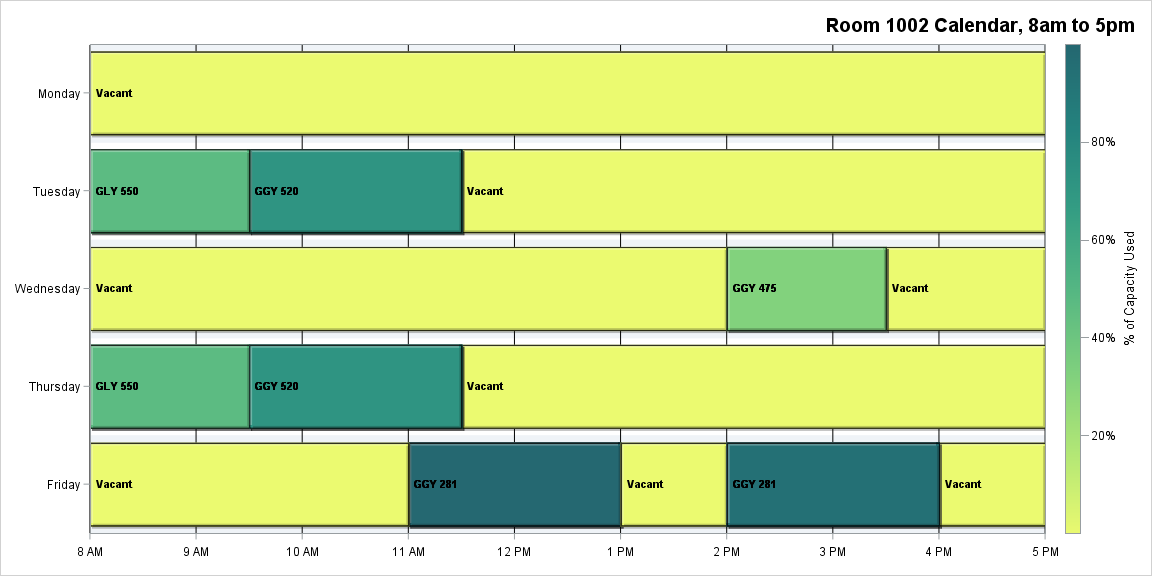 Room 1002 Calendar, 8am to 5pm
Monday
Vacant
Tuesday
GLY 550
GGY 520
Vacant
Wednesday
Vacant
GGY 475
Vacant
Thursday
GLY 550
GGY 520
Vacant
Friday
Vacant
GGY 281
Vacant
GGY 281
Vacant
8 AM
9 AM
10 AM
11 AM
12 PM
1 PM
2 PM
3 PM
4 PM
5 PM
80%
60%
40%
20%
% of Capacity Used